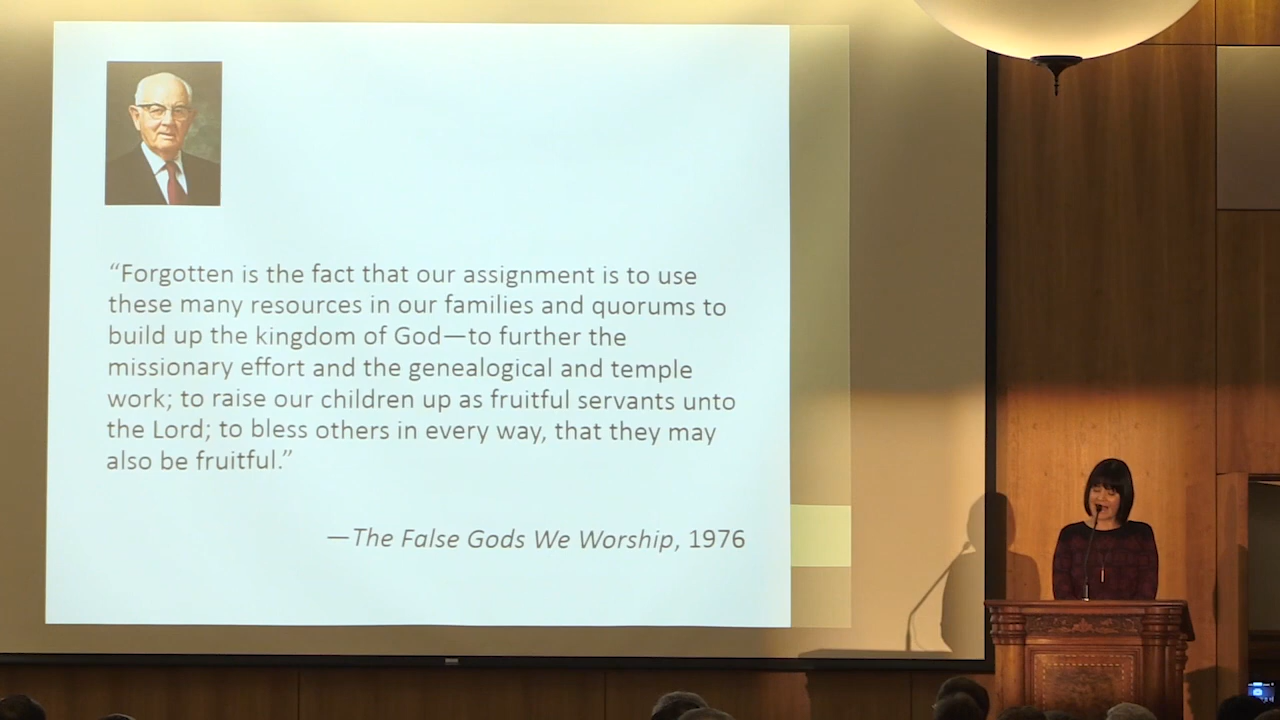 “Forgotten is the fact that our assignment is to use
these many resources in our families and quorums to
build up the kingdom of God—to further the
missionary effort and the genealogical and temple
work; to raise our children up as fruitful servants unto
the Lord; to bless others in every way, that they may
also be fruitful.”
—The False Gods We Worship, 1976